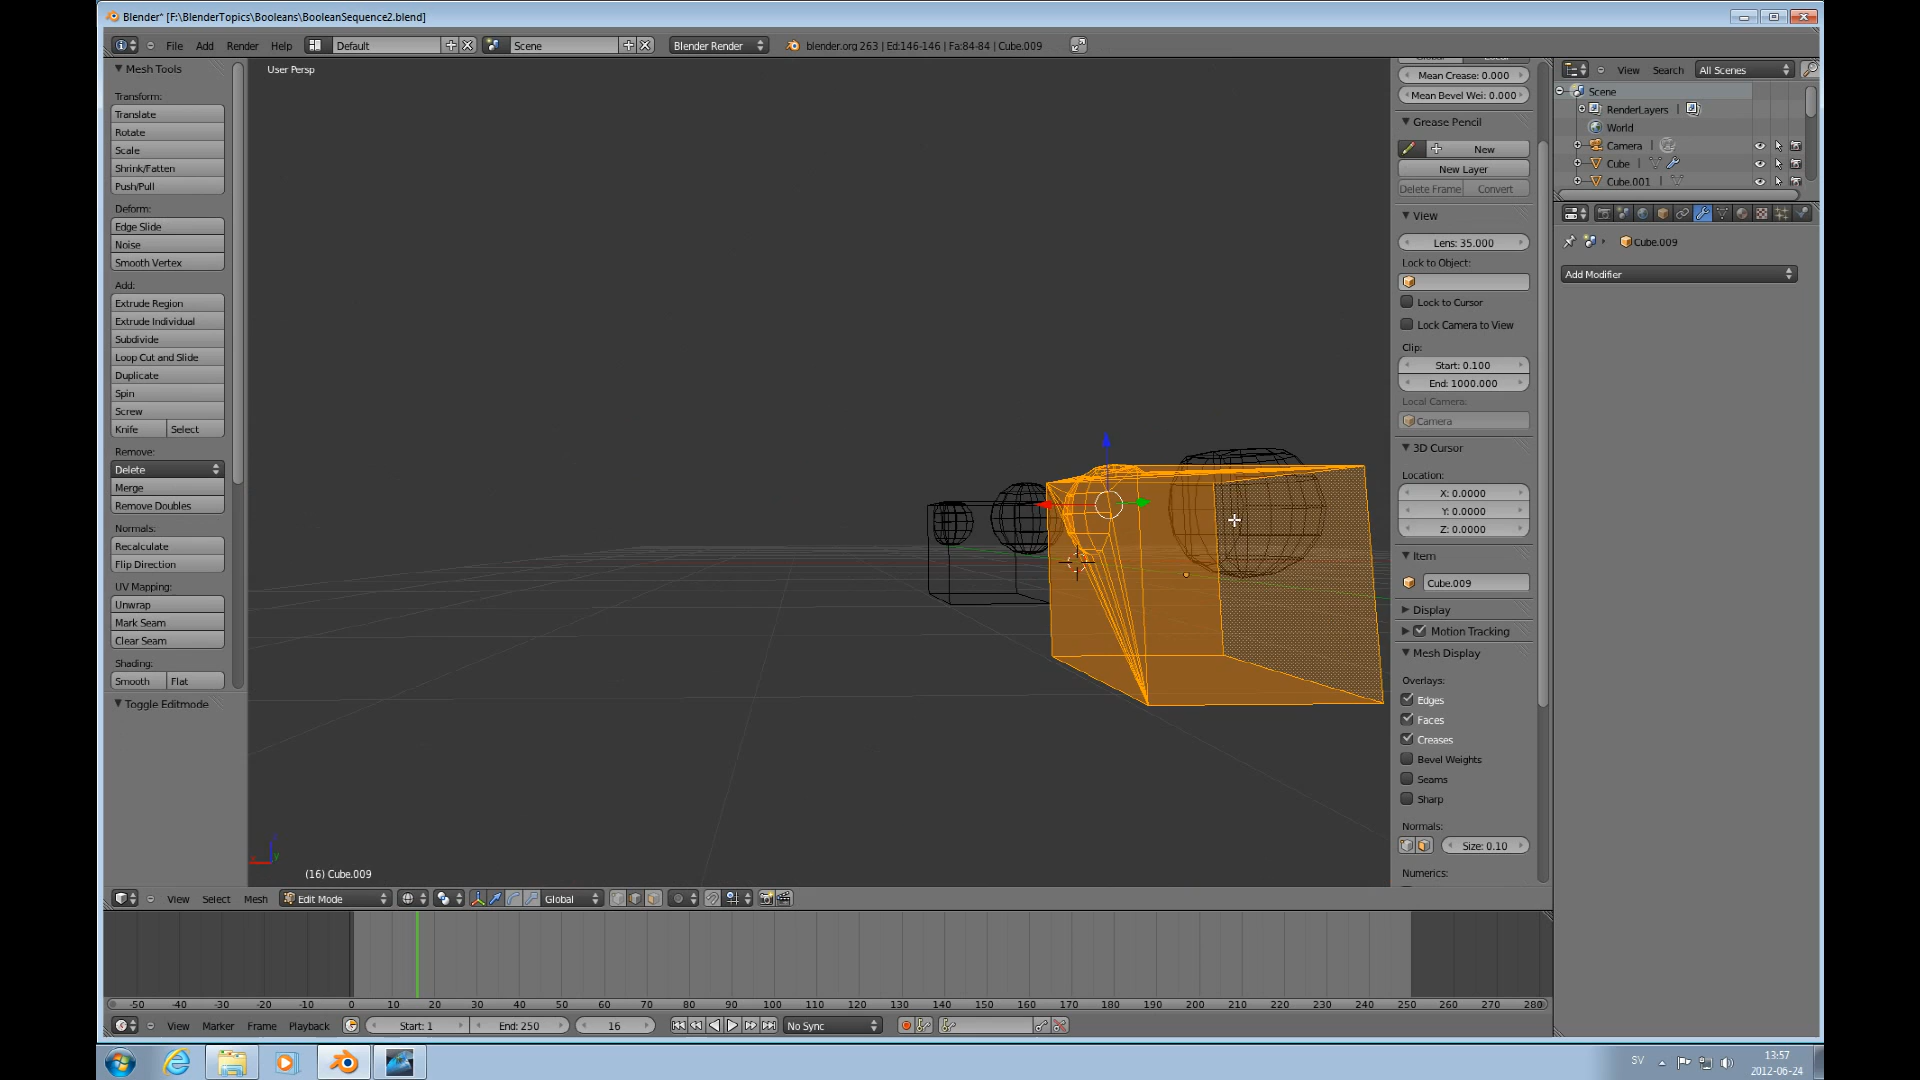 Blender* [F:\BlenderTopics\Booleans\BooleanSequence2.blend]
File Add Render Help Default Scene Blender Render blender.org 263 | Ed:146-146 | Fa:84-84 | Cube.009
Mesh Tools
Transform:
Translate
Rotate
Scale
Shrink/Fatten
Push/Pull
Deform:
Edge Slide
Noise
Smooth Vertex
Add:
Extrude Region
Extrude Individual
Subdivide
Loop Cut and Slide
Duplicate
Spin
Screw
Knife Select
Remove:
Delete
Merge
Remove Doubles
Normals:
Recalculate
Flip Direction
UV Mapping:
Unwrap
Mark Seam
Clear Seam
Shading:
Smooth Flat
Toggle Editmode
User Persp
(16) Cube.009
Mean Crease: 0.000
Mean Bevel Wei: 0.000
Grease Pencil
New
New Layer
Delete Frame Convert
View
Lens: 35.000
Lock to Object:
Lock to Cursor
Lock Camera to View
Clip:
Start: 0.100
End: 1000.000
Local Camera:
Camera
3D Cursor
Location:
X: 0.0000
Y: 0.0000
Z: 0.0000
Item
Cube.009
Display
Motion Tracking
Mesh Display
Overlays:
Edges
Faces
Creases
Bevel Weights
Seams
Sharp
Normals:
Size: 0.10
Numerics:
View Search All Scenes
Scene
RenderLayers
World
Camera
Cube
Cube.001
Cube.009
Add Modifier
View Select Mesh Edit Mode Global
-50 -40 -30 -20 -10 0 10 20 30 40 50 60 70 80 90 100 110 120 130 140 150 160 170 180 190 200 210 220 230 240 250 260 270 280
View Marker Frame Playback Start: 1 End: 250 16 No Sync
SV
13:57
2012-06-24